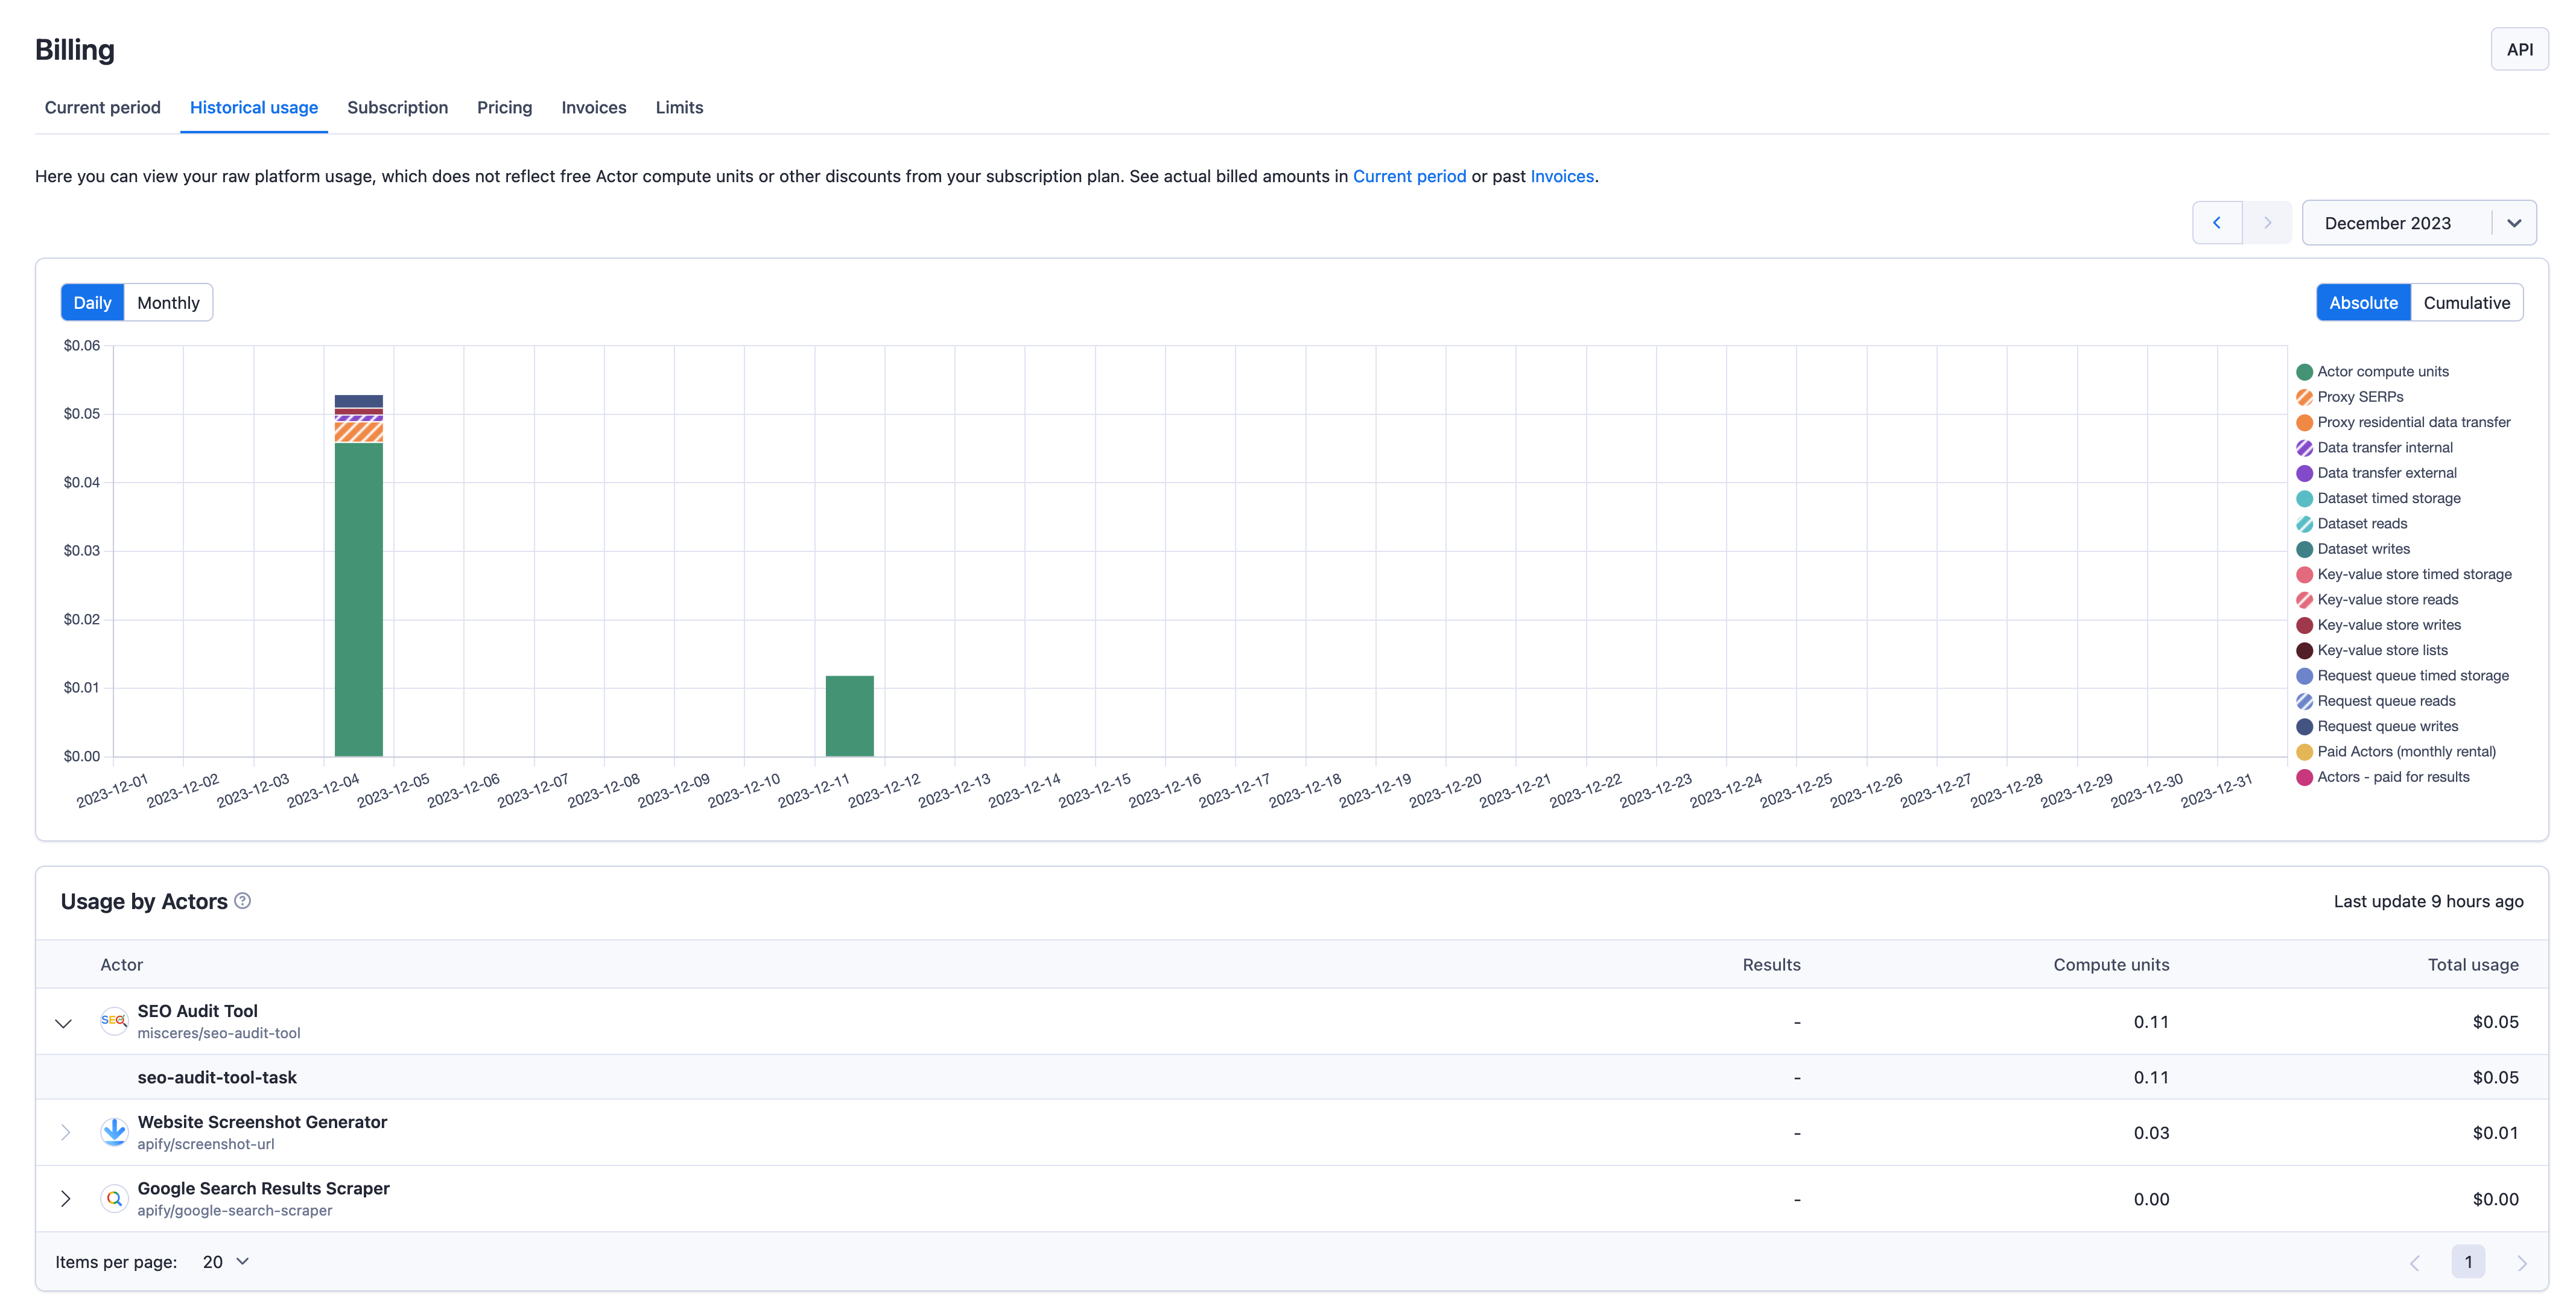 Billing
API
Current period Historical usage Subscription Pricing Invoices Limits
Here you can view your raw platform usage, which does not reflect free Actor compute units or other discounts from your subscription plan. See actual billed amounts in Current period or past Invoices.
December 2023
Daily Monthly
Absolute Cumulative
$0.06
$0.05
$0.04
$0.03
$0.02
$0.01
$0.00
2023-12-01 2023-12-02 2023-12-03 2023-12-04 2023-12-05 2023-12-06 2023-12-07 2023-12-08 2023-12-09 2023-12-10 2023-12-11 2023-12-12 2023-12-13 2023-12-14 2023-12-15 2023-12-16 2023-12-17 2023-12-18 2023-12-19 2023-12-20 2023-12-21 2023-12-22 2023-12-23 2023-12-24 2023-12-25 2023-12-26 2023-12-27 2023-12-28 2023-12-29 2023-12-30 2023-12-31
Actor compute units
Proxy SERPs
Proxy residential data transfer
Data transfer internal
Data transfer external
Dataset timed storage
Dataset reads
Dataset writes
Key-value store timed storage
Key-value store reads
Key-value store writes
Key-value store lists
Request queue timed storage
Request queue reads
Request queue writes
Paid Actors (monthly rental)
Actors - paid for results
Usage by Actors ?
Last update 9 hours ago
Actor Results Compute units Total usage
SEO
SEO Audit Tool
misceres/seo-audit-tool
- 0.11 $0.05
seo-audit-tool-task - 0.11 $0.05
Website Screenshot Generator
apify/screenshot-url
- 0.03 $0.01
Google Search Results Scraper
apify/google-search-scraper
- 0.00 $0.00
Items per page: 20
1